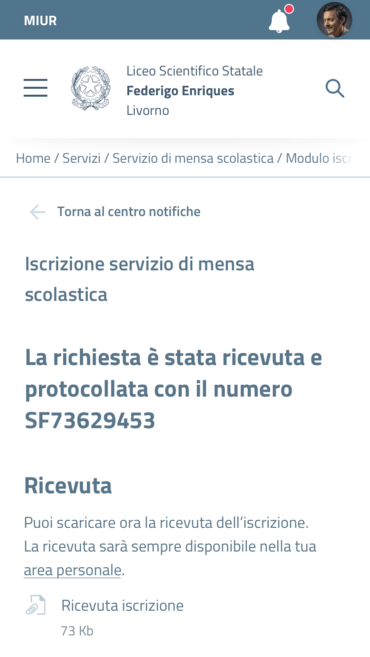 MIUR
Liceo Scientifico Statale
Federigo Enriques
Livorno
Home / Servizi / Servizio di mensa scolastica / Modulo iscr
Torna al centro notifiche
Iscrizione servizio di mensa
scolastica
La richiesta è stata ricevuta e
protocollata con il numero
SF73629453
Ricevuta
Puoi scaricare ora la ricevuta dell’iscrizione.
La ricevuta sarà sempre disponibile nella tua
area personale.
Ricevuta iscrizione
73 Kb